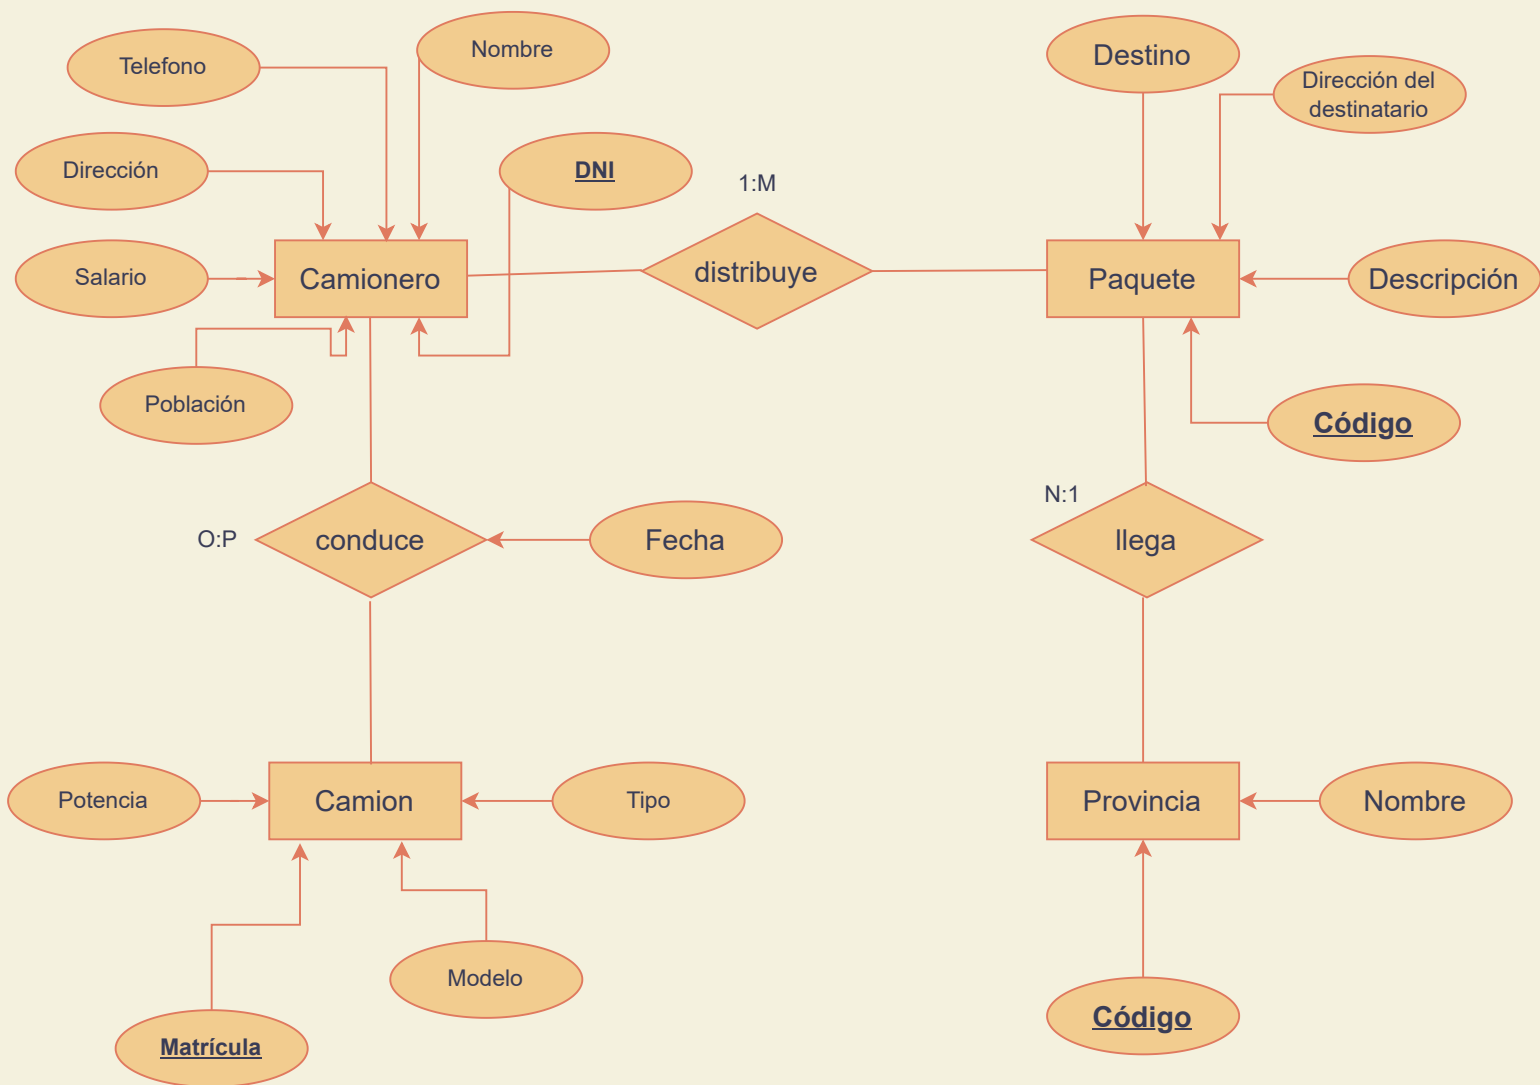 Nombre
Destino
Telefono
Dirección del
destinatario
Dirección
DNI
1:M
Salario
Camionero
distribuye
Paquete
Descripción
Población
Código
N:1
O:P
conduce
Fecha
llega
Potencia
Camion
Tipo
Provincia
Nombre
Modelo
Código
Matrícula